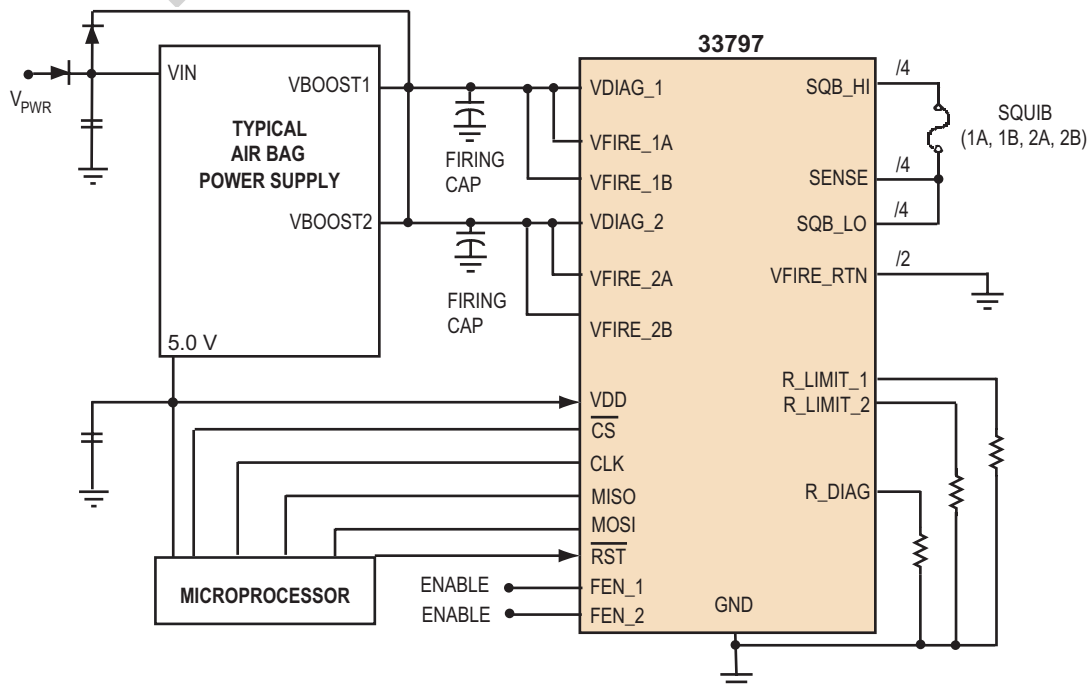 33797
V_PWR
VIN
VBOOST1
TYPICAL
AIR BAG
POWER SUPPLY
VBOOST2
5.0 V
FIRING
CAP
FIRING
CAP
VDIAG_1
VFIRE_1A
VFIRE_1B
VDIAG_2
VFIRE_2A
VFIRE_2B
VDD
CS
CLK
MISO
MOSI
RST
FEN_1
FEN_2
ENABLE
ENABLE
MICROPROCESSOR
GND
SQB_HI
SENSE
SQB_LO
VFIRE_RTN
R_LIMIT_1
R_LIMIT_2
R_DIAG
/4
/4
/4
/2
SQUIB
(1A, 1B, 2A, 2B)